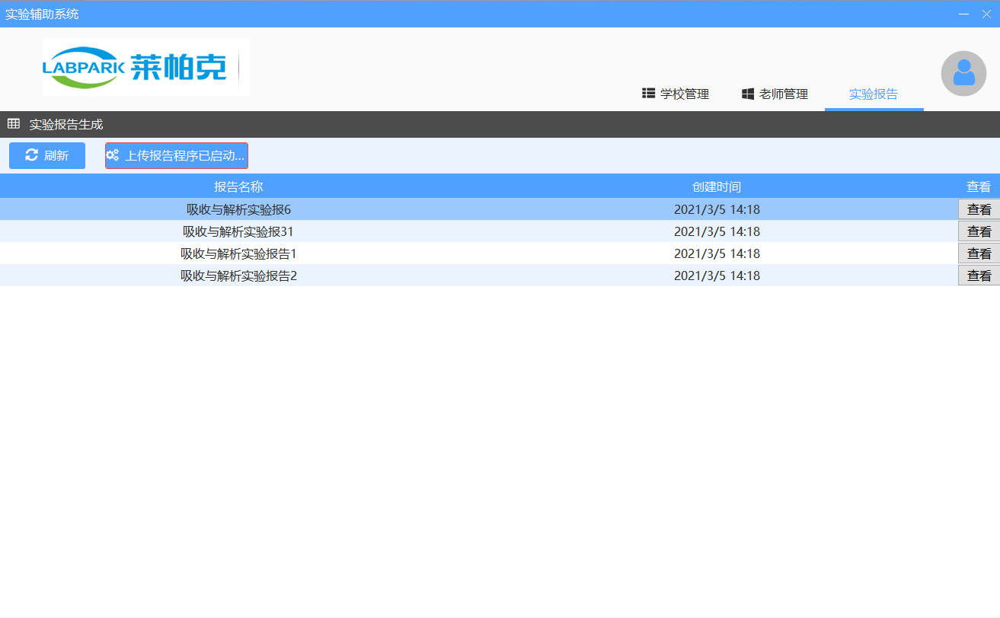 实验辅助系统
LABPARK 莱帕克
学校管理 老师管理 实验报告
实验报告生成
刷新 上传报告程序已启动...
报告名称 创建时间 查看
吸收与解析实验报6 2021/3/5 14:18 查看
吸收与解析实验报31 2021/3/5 14:18 查看
吸收与解析实验报告1 2021/3/5 14:18 查看
吸收与解析实验报告2 2021/3/5 14:18 查看